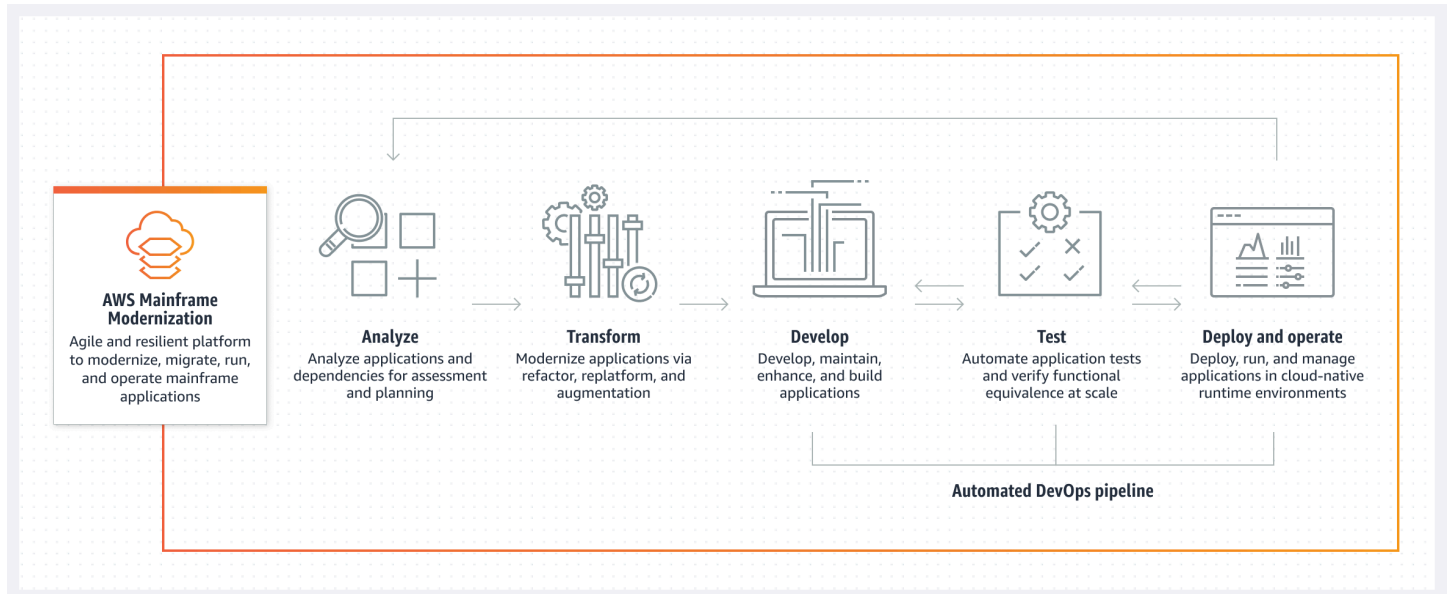 AWS Mainframe
Modernization
Agile and resilient platform
to modernize, migrate, run,
and operate mainframe
applications
Analyze
Analyze applications and
dependencies for assessment
and planning
Transform
Modernize applications via
refactor, replatform, and
augmentation
Develop
Develop, maintain,
enhance, and build
applications
Test
Automate application tests
and verify functional
equivalence at scale
Deploy and operate
Deploy, run, and manage
applications in cloud-native
runtime environments
Automated DevOps pipeline